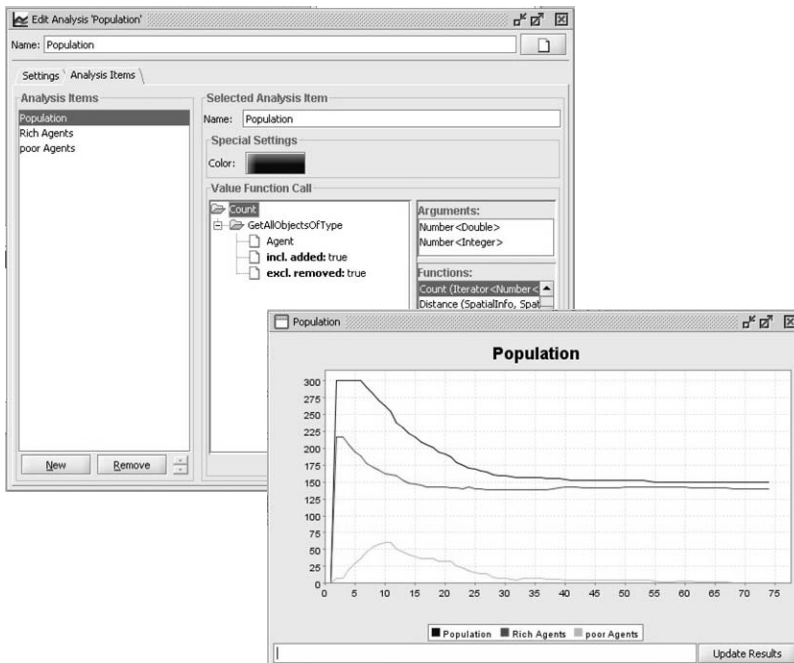 Edit Analysis 'Population'
Name: Population
Settings Analysis Items
Analysis Items
Population
Rich Agents
poor Agents
New Remove
Selected Analysis Item
Name: Population
Special Settings
Color:
Value Function Call
Count
GetAllObjectsOfType
Agent
incl. added: true
excl. removed: true
Arguments:
Number<Double>
Number<Integer>
Functions:
Count (Iterator<Number<
Distance (SpatialInfo, Spat
Population
Population
300
275
250
225
200
175
150
125
100
75
50
25
0
0 5 10 15 20 25 30 35 40 45 50 55 60 65 70 75
Population Rich Agents poor Agents
Update Results